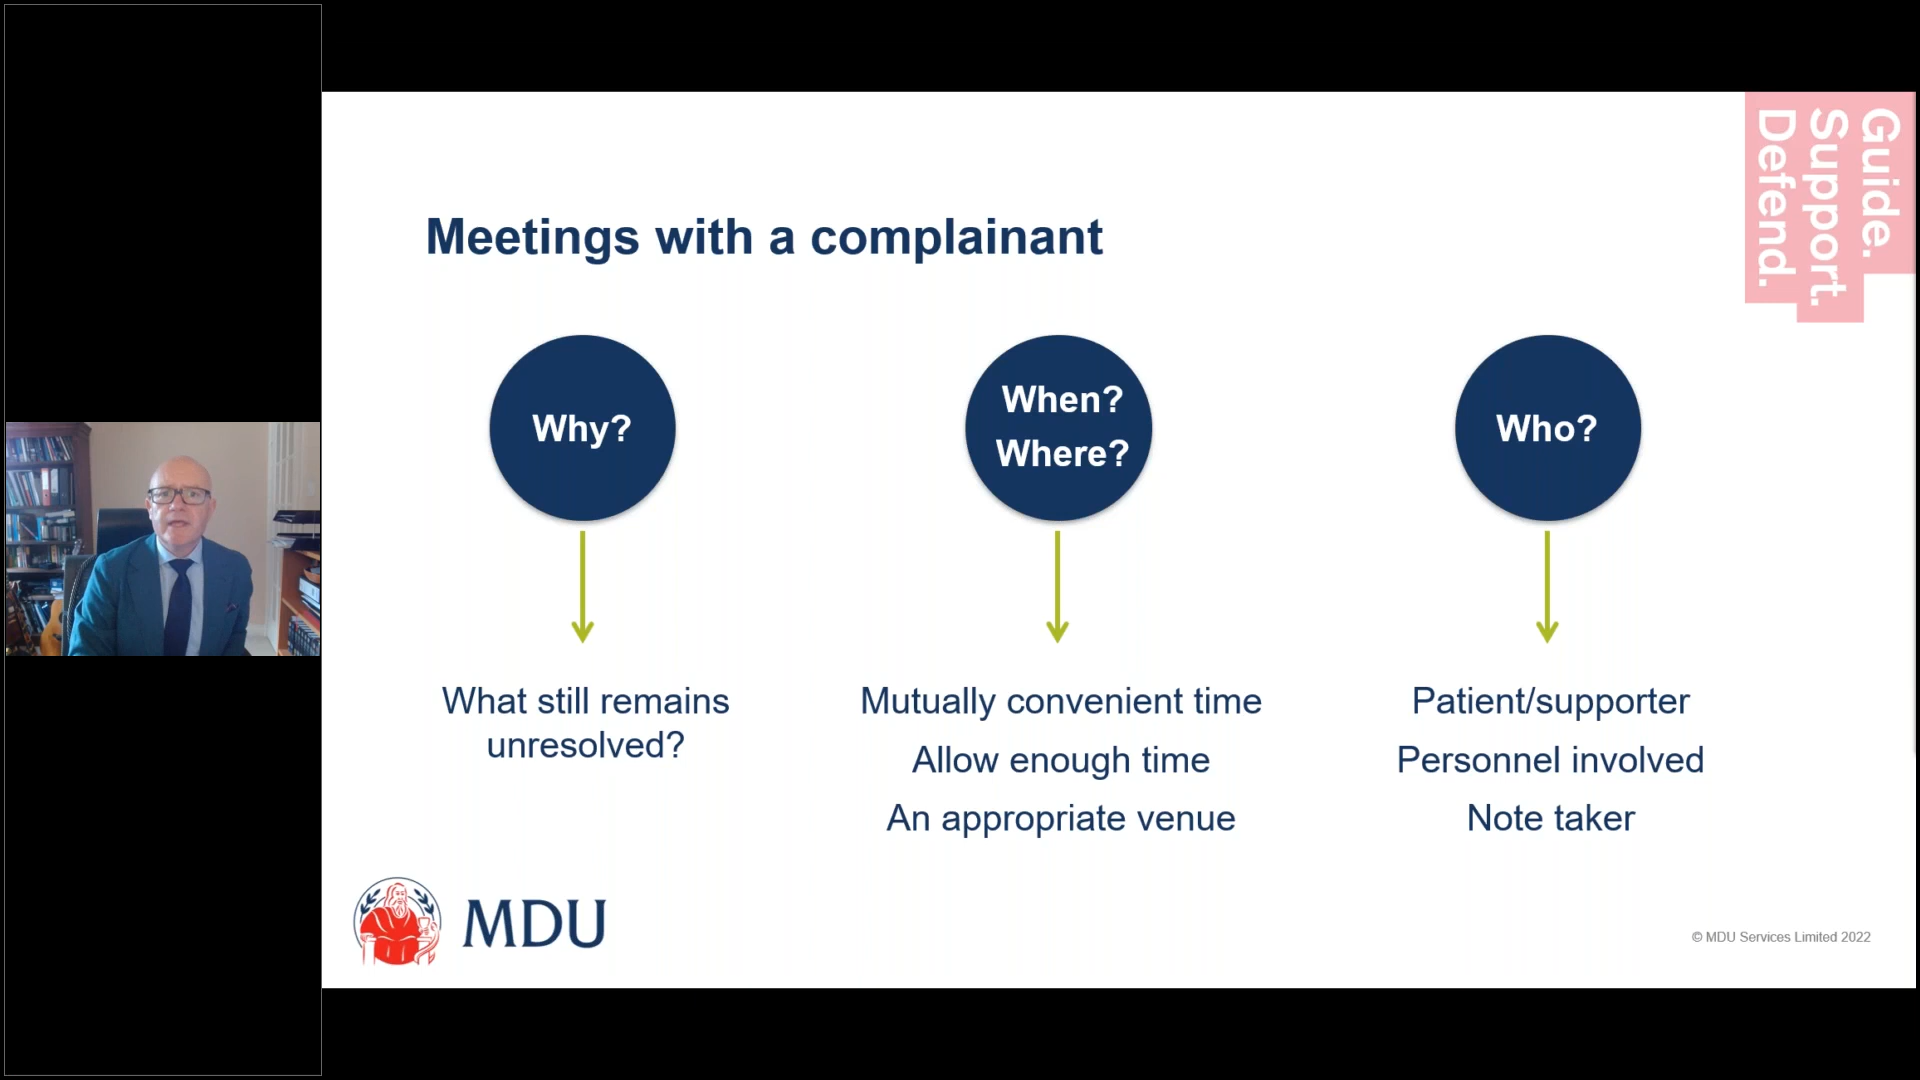 Guide.
Support.
Defend.
Meetings with a complainant
Why?
When?
Where?
Who?
What still remains
unresolved?
Mutually convenient time
Allow enough time
An appropriate venue
Patient/supporter
Personnel involved
Note taker
MDU
© MDU Services Limited 2022